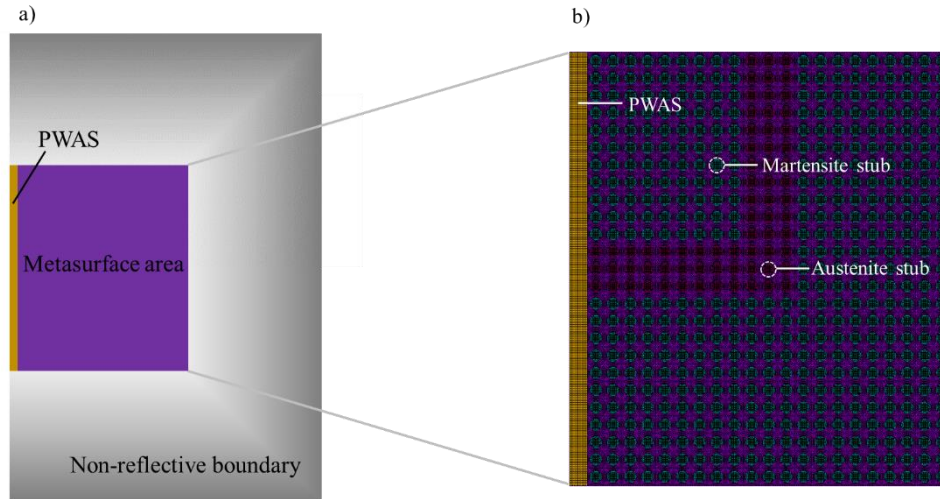 a)
PWAS
Metasurface area
Non-reflective boundary
b)
PWAS
Martensite stub
Austenite stub